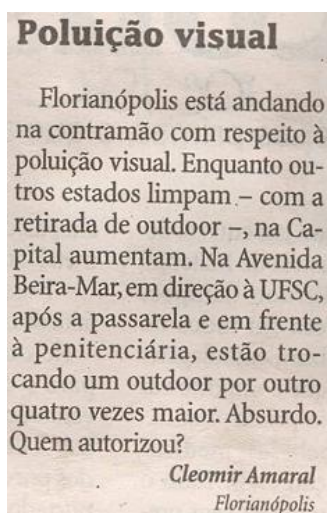 Poluição visual
Florianópolis está andando
na contramão com respeito à
poluição visual. Enquanto ou-
tros estados limpam – com a
retirada de outdoor –, na Ca-
pital aumentam. Na Avenida
Beira-Mar, em direção à UFSC,
após a passarela e em frente
à penitenciária, estão tro-
cando um outdoor por outro
quatro vezes maior. Absurdo.
Quem autorizou?
Cleomir Amaral
Florianópolis